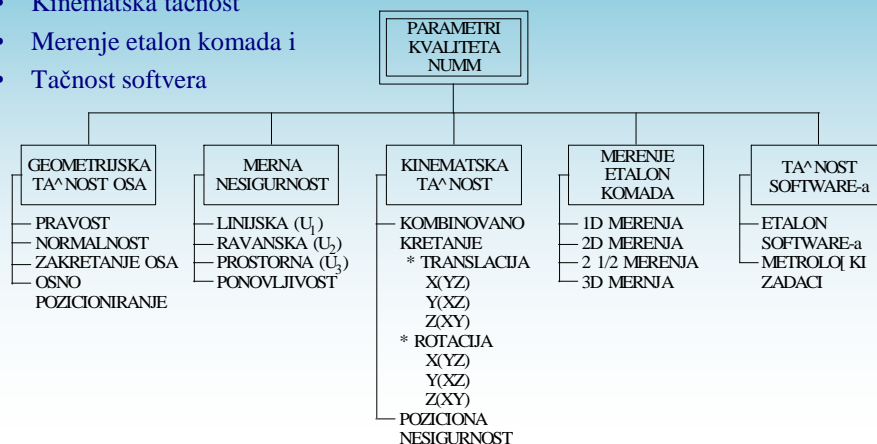 • Kinematska tačnost
• Merenje etalon komada i
• Tačnost softvera
PARAMETRI
KVALITETA
NUMM
GEOMETRIJSKA
TA^NOST OSA
PRAVOST
NORMALNOST
ZAKRETANJE OSA
OSNO
POZICIONIRANJE
MERNA
NESIGURNOST
LINIJSKA (U1)
RAVANSKA (U2)
PROSTORNA (U3)
PONOVLJIVOST
KINEMATSKA
TA^NOST
KOMBINOVANO
KRETANJE
* TRANSLACIJA
X(YZ)
Y(XZ)
Z(XY)
* ROTACIJA
X(YZ)
Y(XZ)
Z(XY)
POZICIONA
NESIGURNOST
MERENJE
ETALON
KOMADA
1D MERENJA
2D MERENJA
2 1/2 MERENJA
3D MERNJA
TA^NOST
SOFTWARE-a
ETALON
SOFTWARE-a
METROLO[KI
ZADACI